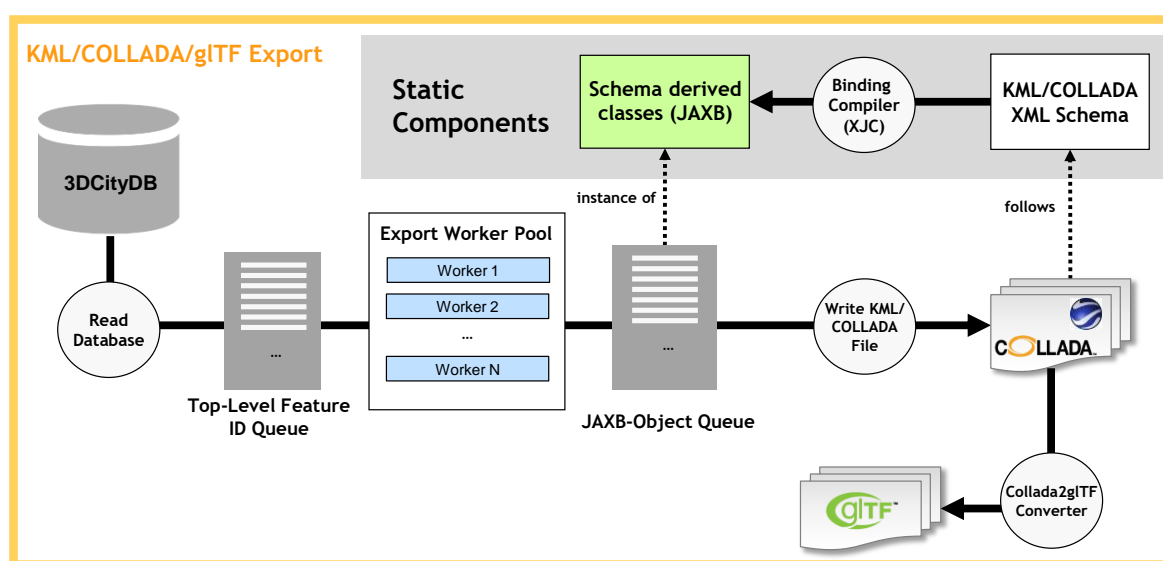 KML/COLLADA/glTF Export
Static
Components
Schema derived
classes (JAXB)
Binding
Compiler
(XJC)
KML/COLLADA
XML Schema
3DCityDB
instance of
follows
Export Worker Pool
Worker 1
Worker 2
...
Worker N
Read
Database
...
Top-Level Feature
ID Queue
...
JAXB-Object Queue
Write KML/
COLLADA
File
COLLADA™
Collada2glTF
Converter
glTF™